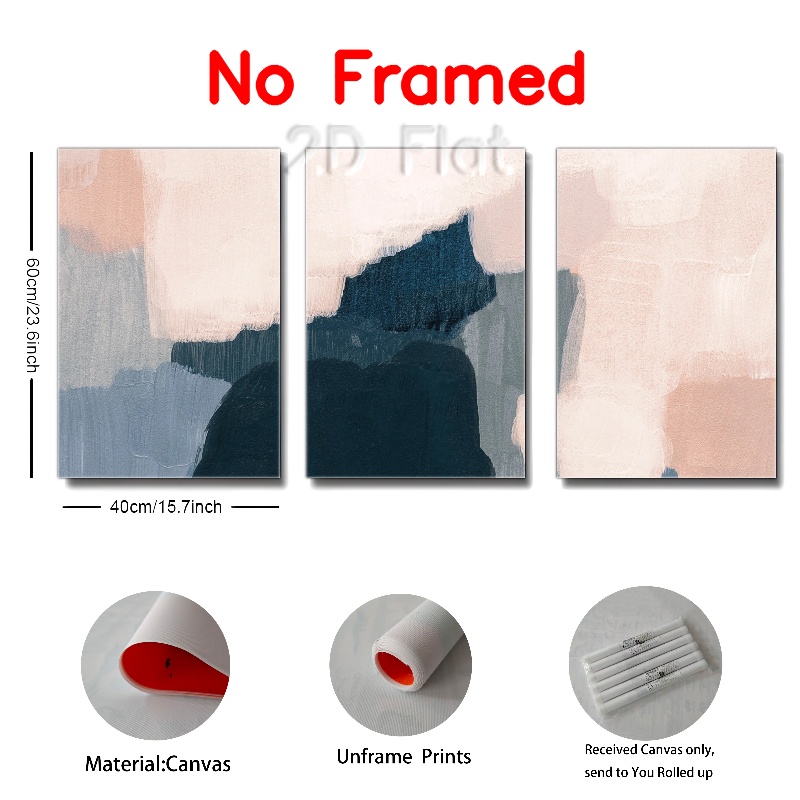 No Framed
2D Flat
60cm/23.6inch
40cm/15.7inch
Material:Canvas
Unframe Prints
Received Canvas only,
send to You Rolled up